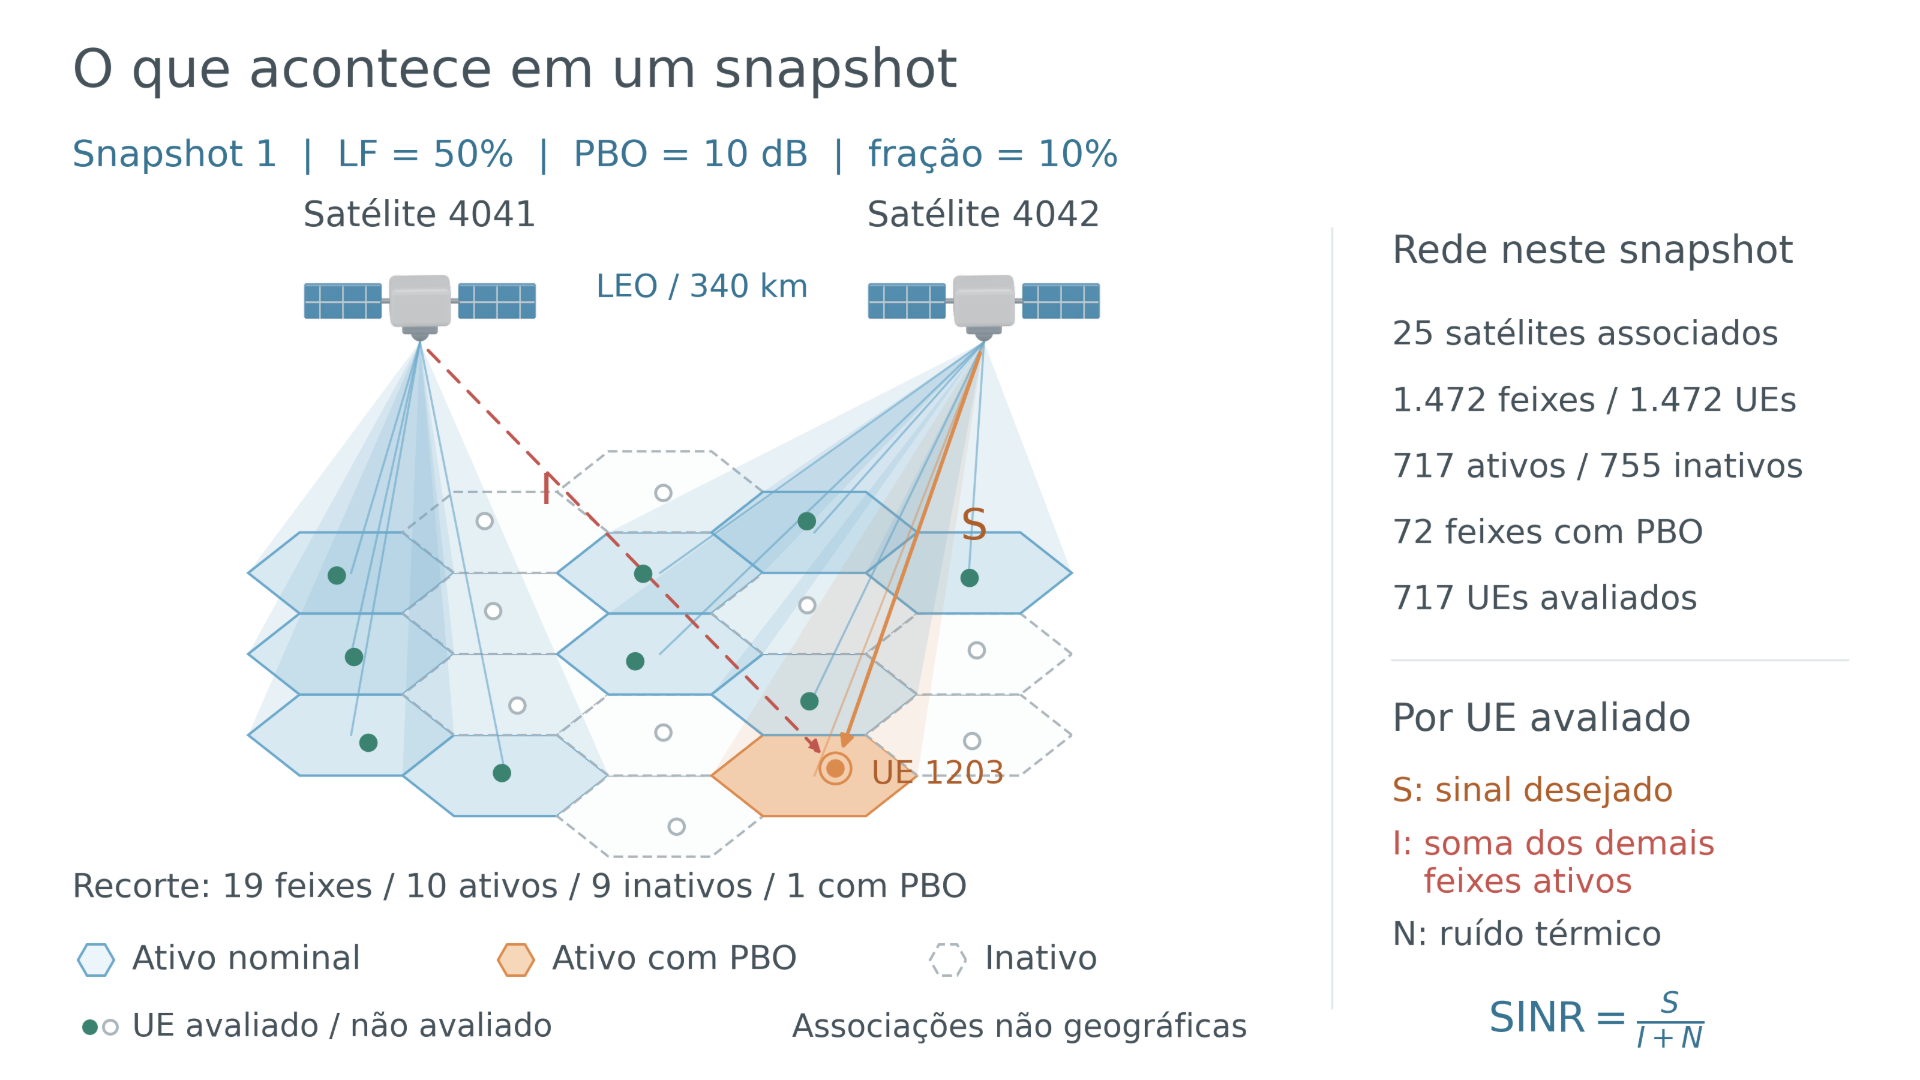 O que acontece em um snapshot
Snapshot 1 | LF = 50% | PBO = 10 dB | fração = 10%
Satélite 4041
Satélite 4042
LEO / 340 km
I
S
UE 1203
Recorte: 19 feixes / 10 ativos / 9 inativos / 1 com PBO
Ativo nominal
Ativo com PBO
Inativo
UE avaliado / não avaliado
Associações não geográficas
Rede neste snapshot
25 satélites associados
1.472 feixes / 1.472 UEs
717 ativos / 755 inativos
72 feixes com PBO
717 UEs avaliados
Por UE avaliado
S: sinal desejado
I: soma dos demais
feixes ativos
N: ruído térmico
SINR = S / (I + N)